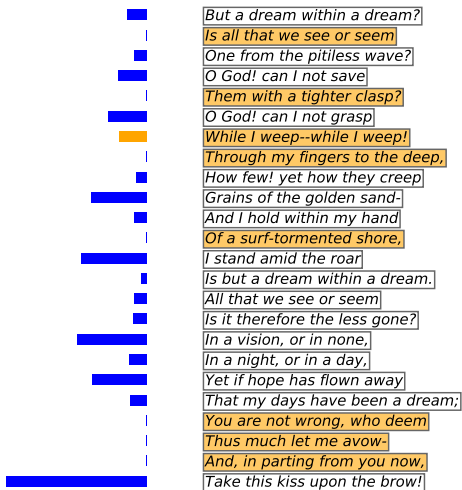 But a dream within a dream?
Is all that we see or seem
One from the pitiless wave?
O God! can I not save
Them with a tighter clasp?
O God! can I not grasp
While I weep--while I weep!
Through my fingers to the deep,
How few! yet how they creep
Grains of the golden sand-
And I hold within my hand
Of a surf-tormented shore,
I stand amid the roar
Is but a dream within a dream.
All that we see or seem
Is it therefore the less gone?
In a vision, or in none,
In a night, or in a day,
Yet if hope has flown away
That my days have been a dream;
You are not wrong, who deem
Thus much let me avow-
And, in parting from you now,
Take this kiss upon the brow!